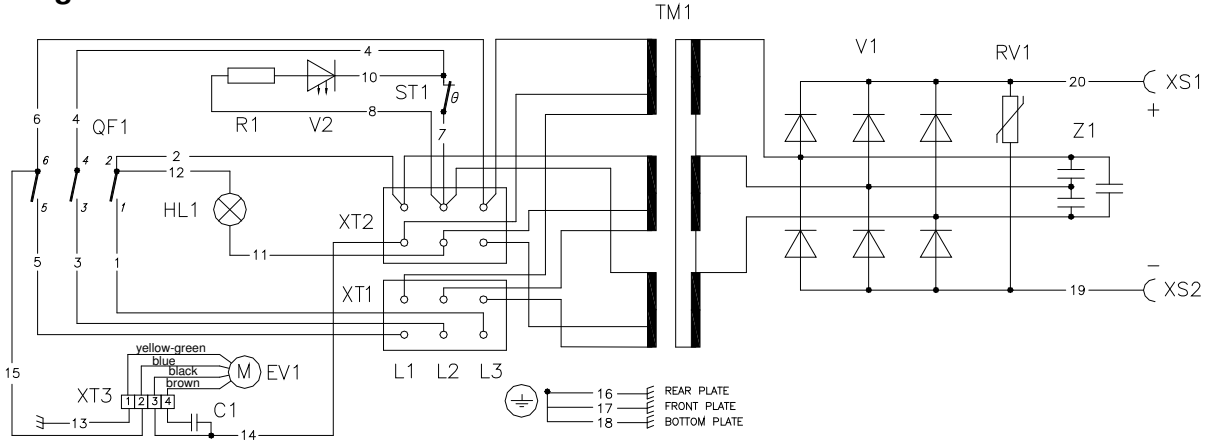 g
TM1
4
V1
RV1
10
20
XS1
ST1
θ
+
8
R1
V2
6
4
QF1
7
Z1
6
4
2
2
12
HL1
5
3
1
XT2
11
5
3
1
XT1
−
19
XS2
yellow-green
blue
M
EV1
black
brown
15
L1
L2
L3
XT3
1
2
3
4
C1
13
14
16
REAR PLATE
17
FRONT PLATE
18
BOTTOM PLATE